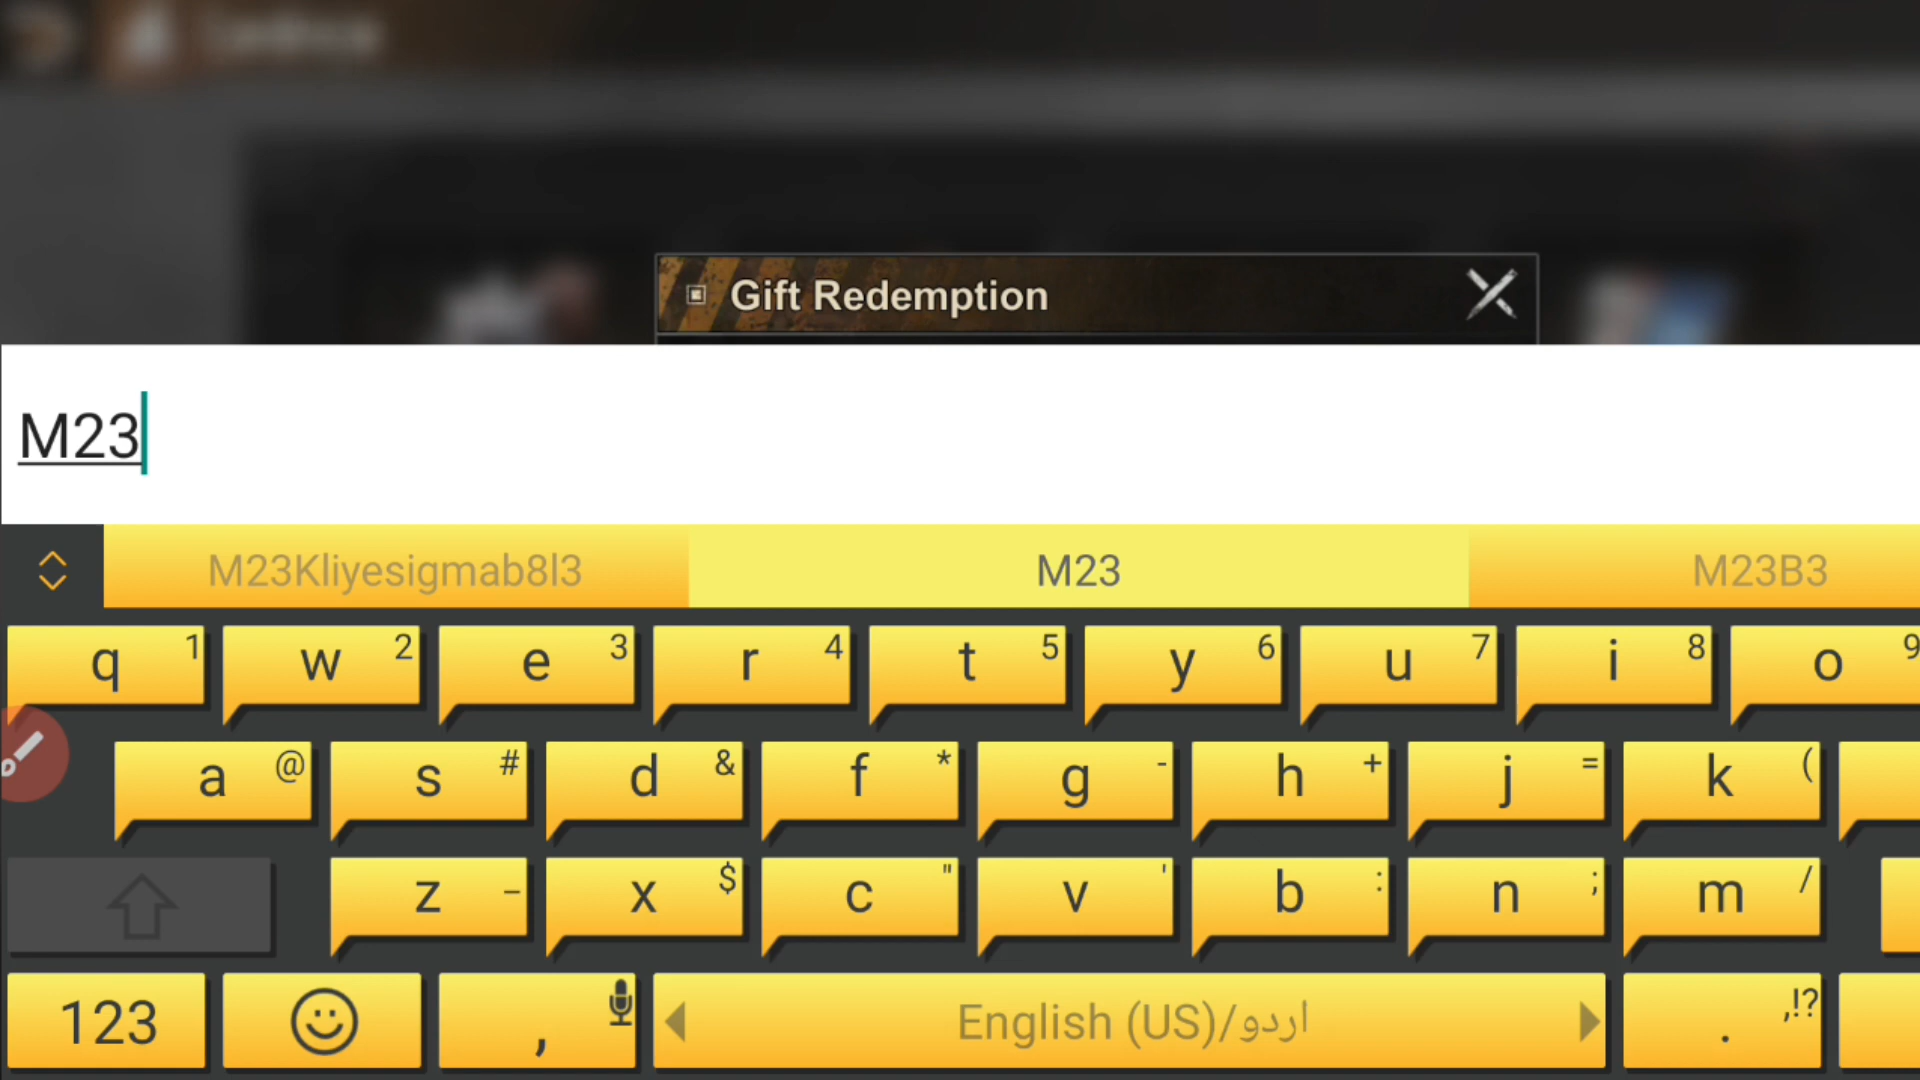 Gift Redemption
M23
M23Kliyesigmab8l3 M23 M23B3
q 1 w 2 e 3 r 4 t 5 y 6 u 7 i 8 o 9
a @ s # d & f * g - h + j = k (
z _ x $ c " v ' b : n ; m /
123 , English (US)/اردو . ,!?